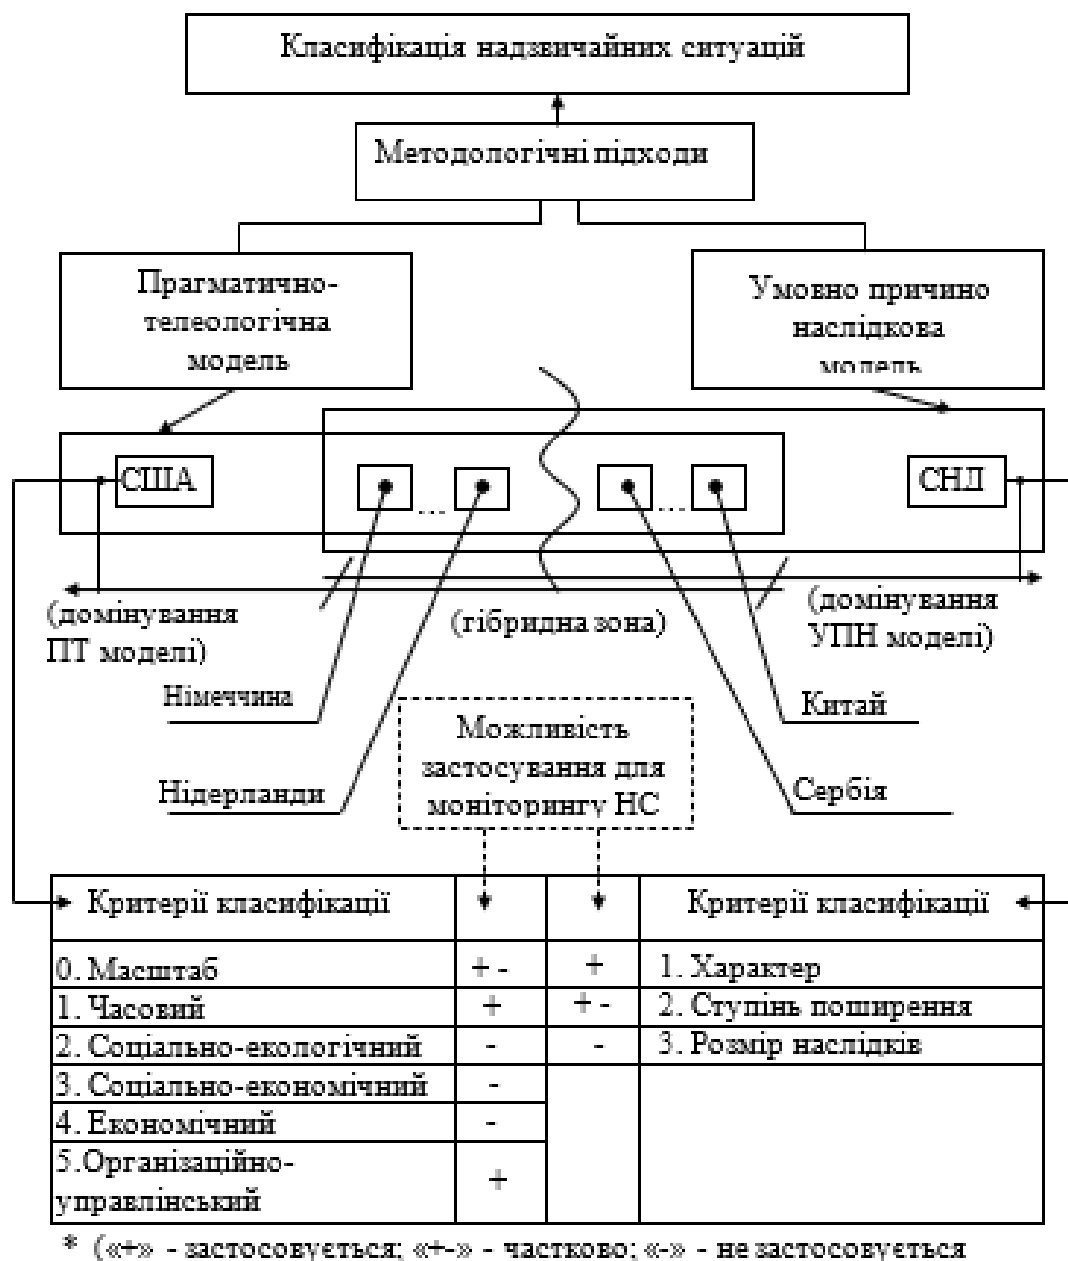 Класифікація надзвичайних ситуацій
Методологічні підходи
Прагматично-
телеологічна
модель
Умовно причино
наслідкова
модель
США
...
...
СНД
(домінування
ПТ моделі)
(гібридна зона)
(домінування
УПН моделі)
Німеччина
Китай
Можливість
застосування для
моніторингу НС
Нідерланди
Сербія
Критерії класифікації
Критерії класифікації
0. Масштаб + - + 1. Характер
1. Часовий + + - 2. Ступінь поширення
2. Соціально-екологічний - - 3. Розмір наслідків
3. Соціально-економічний -
4. Економічний -
5.Організаційно-
управлінський +
* («+» - застосовується; «+-» - частково; «-» - не застосовується